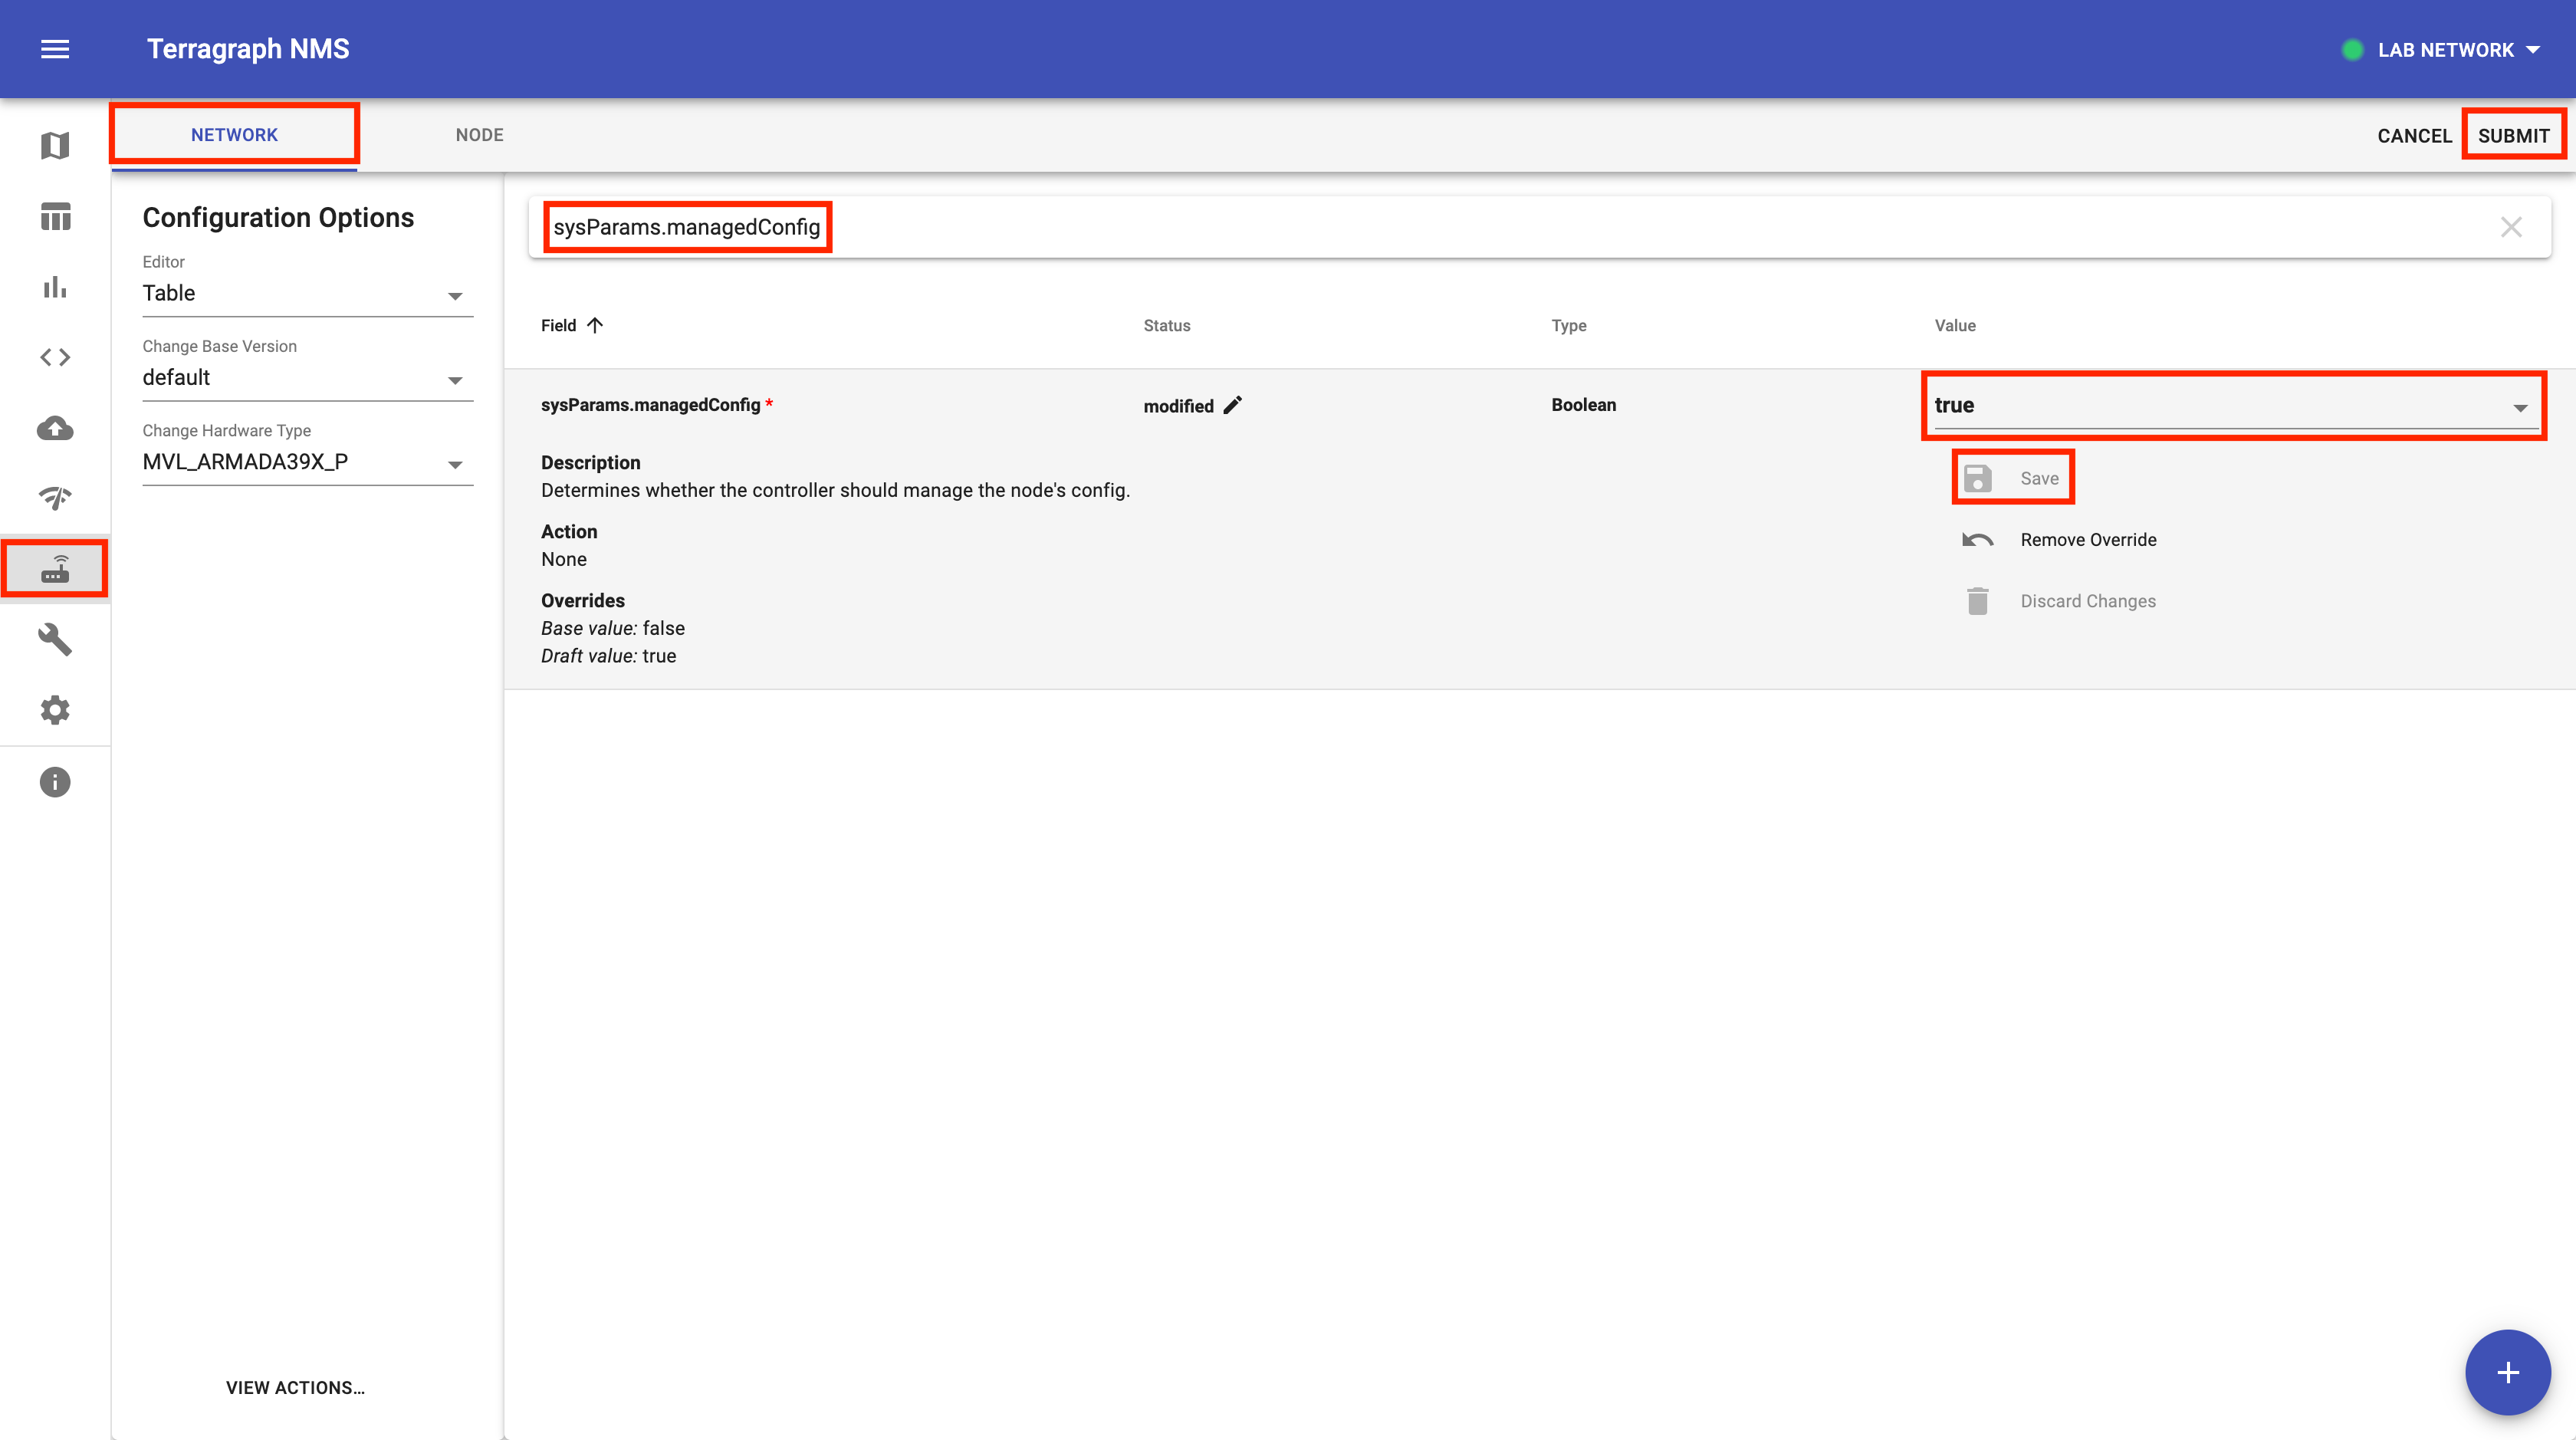 Terragraph NMS
LAB NETWORK
NETWORK
NODE
CANCEL
SUBMIT
Configuration Options
Editor
Table
Change Base Version
default
Change Hardware Type
MVL_ARMADA39X_P
VIEW ACTIONS...
sysParams.managedConfig
Field
Status
Type
Value
sysParams.managedConfig *
modified
Boolean
true
Description
Determines whether the controller should manage the node's config.
Action
None
Overrides
Base value: false
Draft value: true
Save
Remove Override
Discard Changes